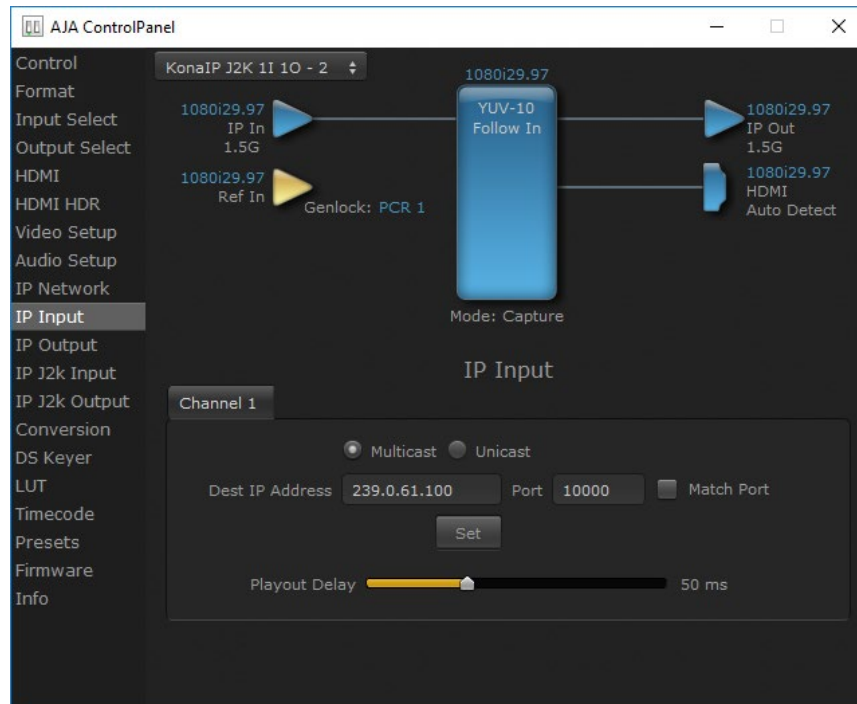 AJA ControlPanel
Control
Format
Input Select
Output Select
HDMI
HDMI HDR
Video Setup
Audio Setup
IP Network
IP Input
IP Output
IP J2k Input
IP J2k Output
Conversion
DS Keyer
LUT
Timecode
Presets
Firmware
Info
KonaIP J2K 1I 1O - 2
1080i29.97
1080i29.97
IP In
1.5G
1080i29.97
Ref In
Genlock: PCR 1
YUV-10
Follow In
Mode: Capture
1080i29.97
IP Out
1.5G
1080i29.97
HDMI
Auto Detect
IP Input
Channel 1
Multicast Unicast
Dest IP Address 239.0.61.100 Port 10000 Match Port
Set
Playout Delay 50 ms